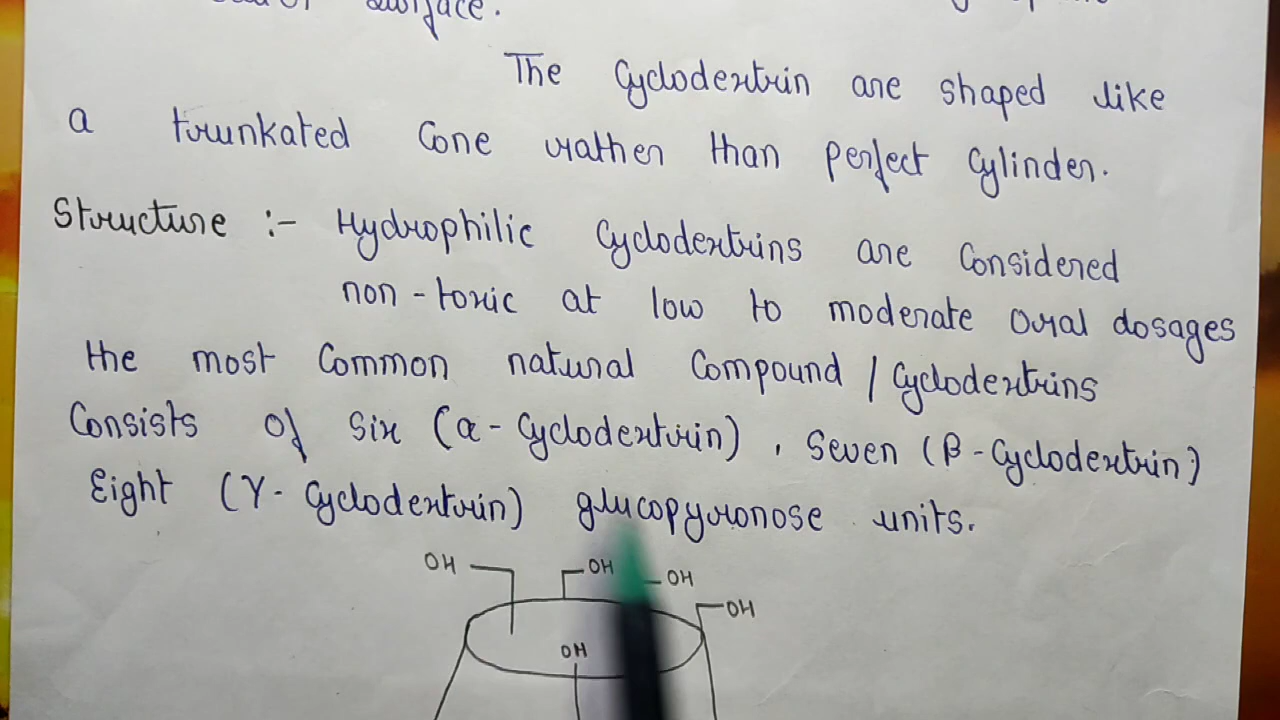 surface.
The Cyclodextrin are shaped like
a trunkated Cone rather than perfect Cylinder.
Structure :- Hydrophilic Cyclodextrins are Considered
non-toxic at low to moderate oral dosages
the most Common natural Compound / Cyclodextrins
Consists of Six (α-Cyclodextrin), Seven (β-Cyclodextrin)
Eight (γ-Cyclodextrin) glucopyronose units.
OH OH OH OH
OH